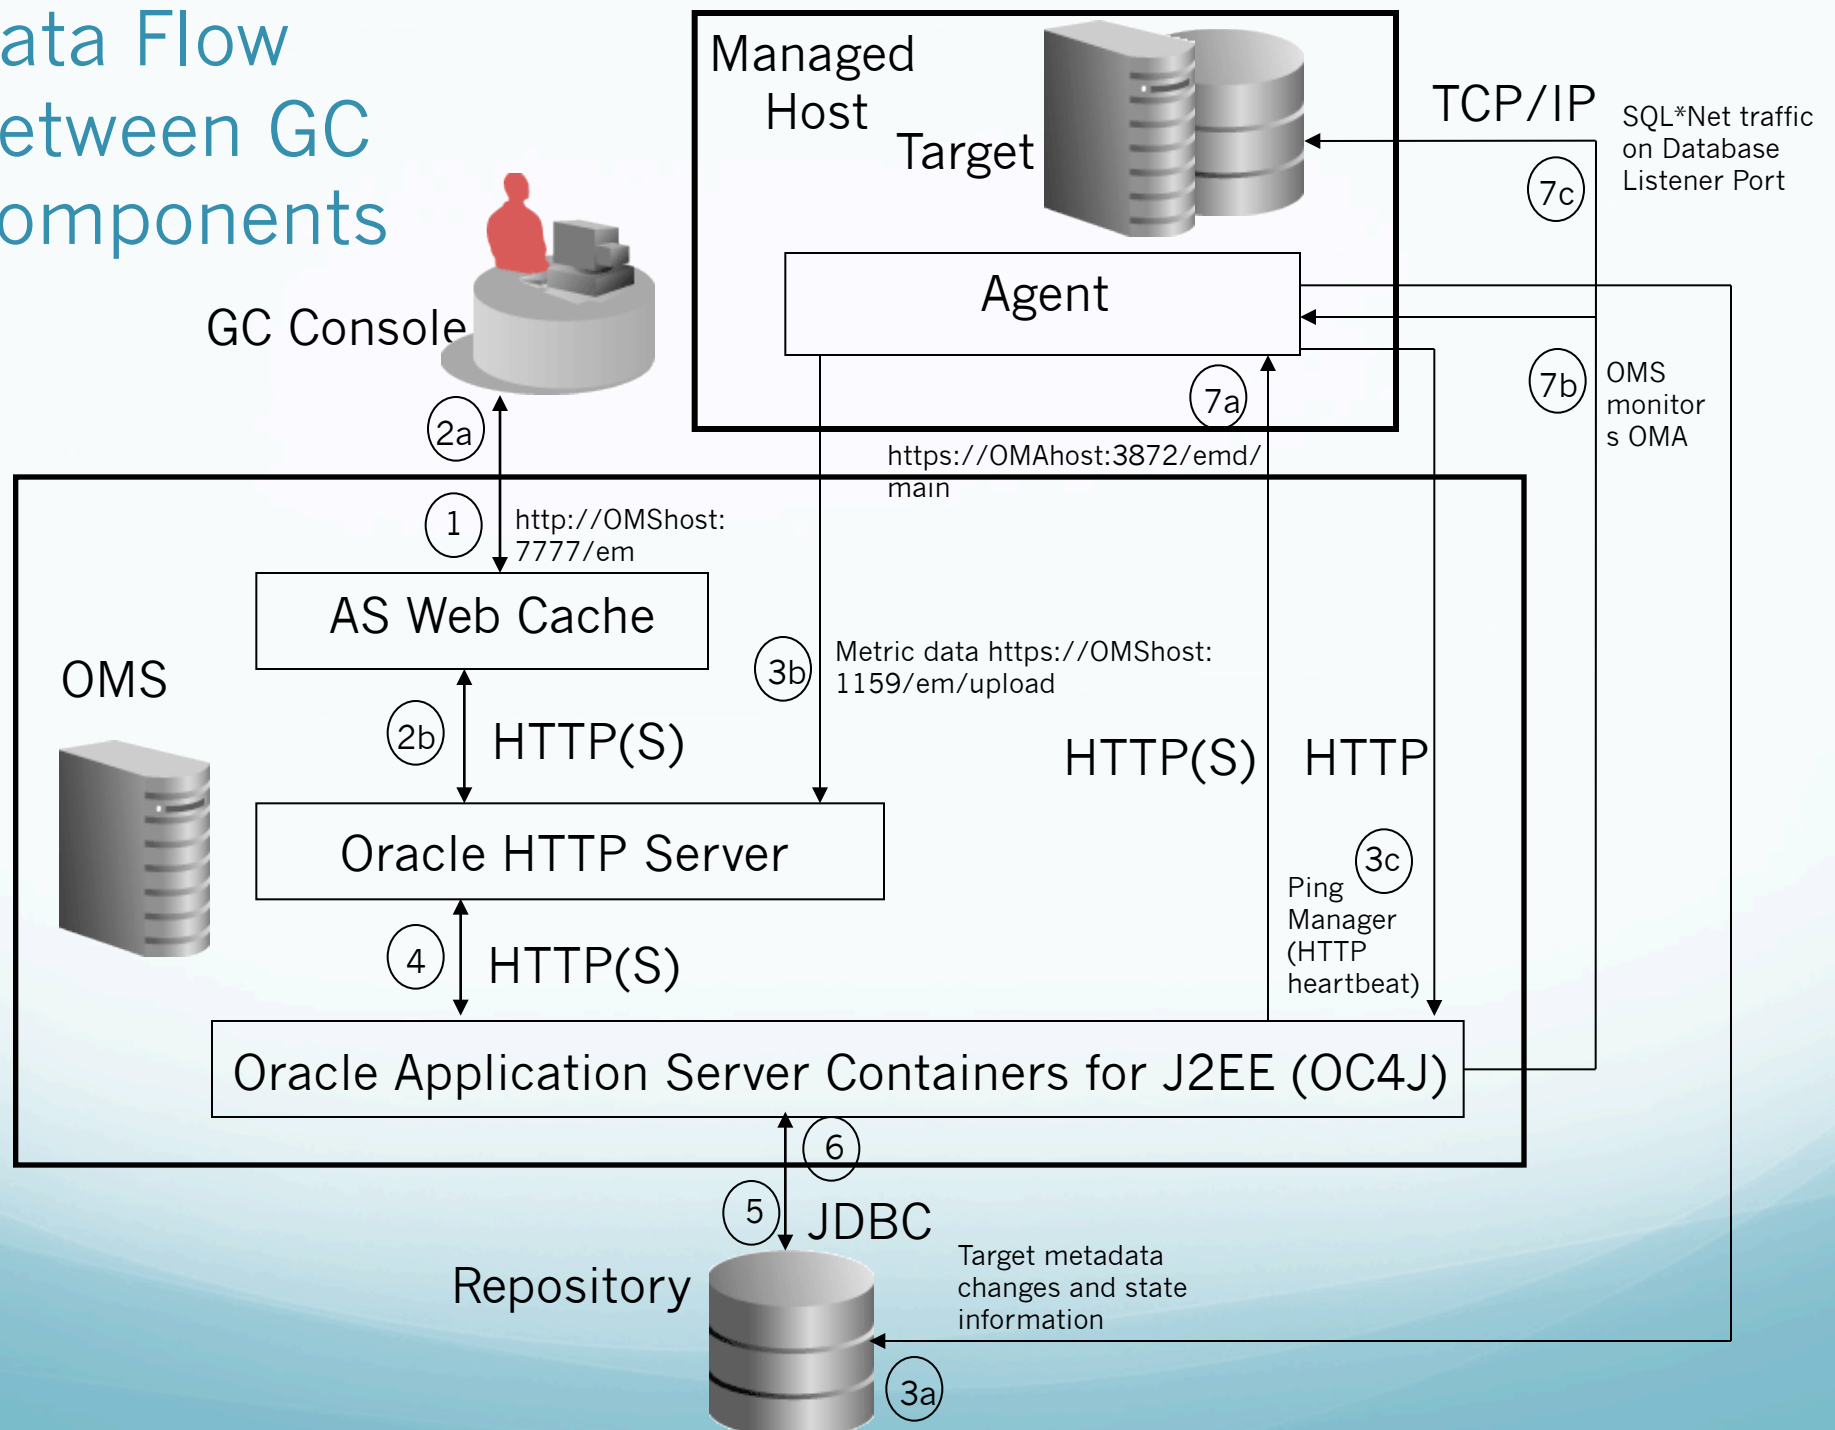 ata Flow
etween GC
omponents
Managed
Host
Target
TCP/IP
SQL*Net traffic
on Database
Listener Port
7c
Agent
GC Console
7b
OMS
monitor
s OMA
7a
2a
https://OMAhost:3872/emd/
main
1
http://OMShost:
7777/em
AS Web Cache
OMS
3b
Metric data https://OMShost:
1159/em/upload
2b
HTTP(S)
HTTP(S)
HTTP
Oracle HTTP Server
3c
Ping
Manager
(HTTP
heartbeat)
4
HTTP(S)
Oracle Application Server Containers for J2EE (OC4J)
6
5
JDBC
Repository
Target metadata
changes and state
information
3a